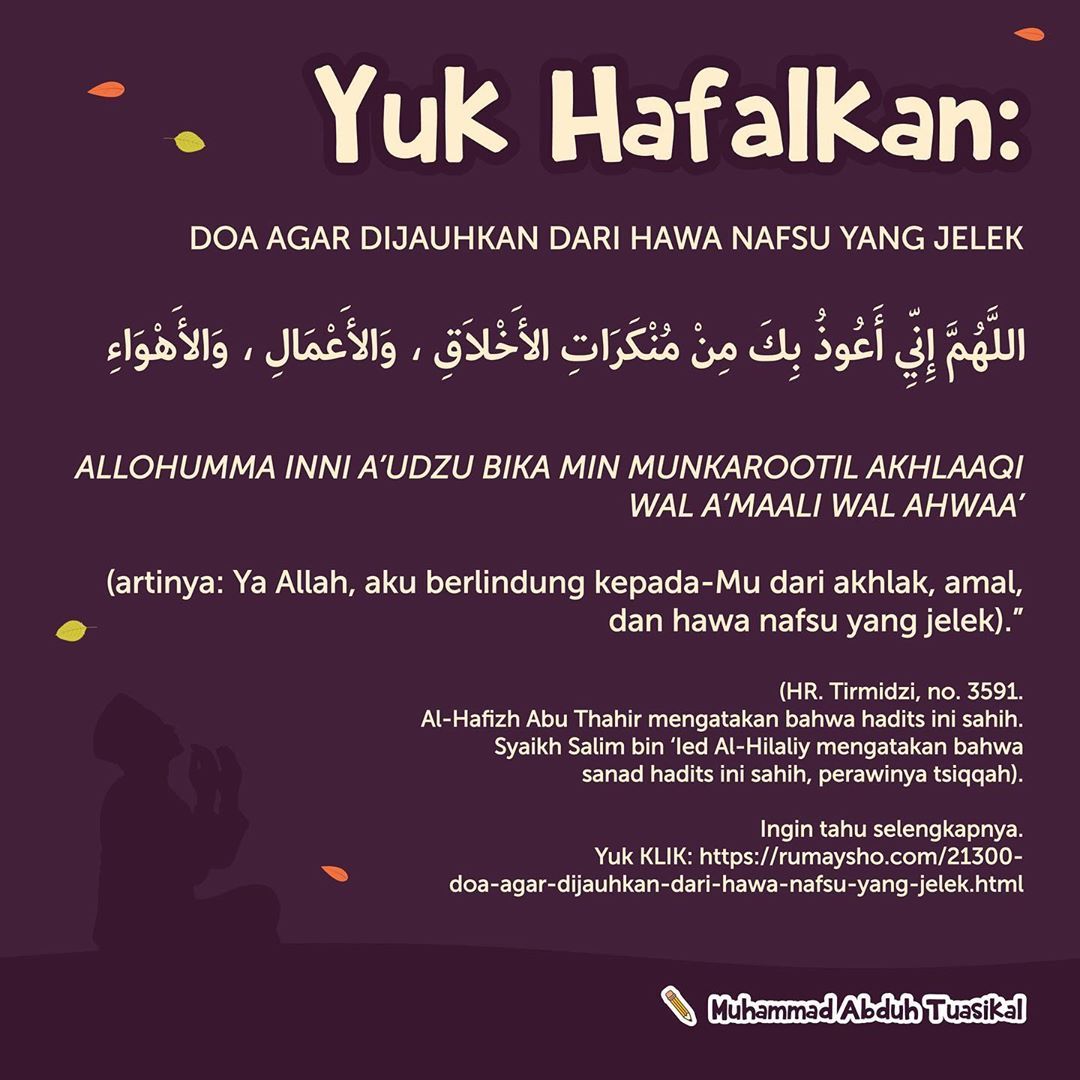 Yuk Hafalkan:
DOA AGAR DIJAUHKAN DARI HAWA NAFSU YANG JELEK
اللَّهُمَّ إِنِّي أَعُوذُ بِكَ مِنْ مُنْكَرَاتِ الأَخْلاَقِ ، وَالأَعْمَالِ ، وَالأَهْوَاءِ
ALLOHUMMA INNI A’UDZU BIKA MIN MUNKAROOTIL AKHLAAQI
WAL A’MAALI WAL AHWAA’
(artinya: Ya Allah, aku berlindung kepada-Mu dari akhlak, amal,
dan hawa nafsu yang jelek).”
(HR. Tirmidzi, no. 3591.
Al-Hafizh Abu Thahir mengatakan bahwa hadits ini sahih.
Syaikh Salim bin ‘Ied Al-Hilaliy mengatakan bahwa
sanad hadits ini sahih, perawinya tsiqqah).
Ingin tahu selengkapnya.
Yuk KLIK: https://rumaysho.com/21300-
doa-agar-dijauhkan-dari-hawa-nafsu-yang-jelek.html
Muhammad Abduh Tuasikal